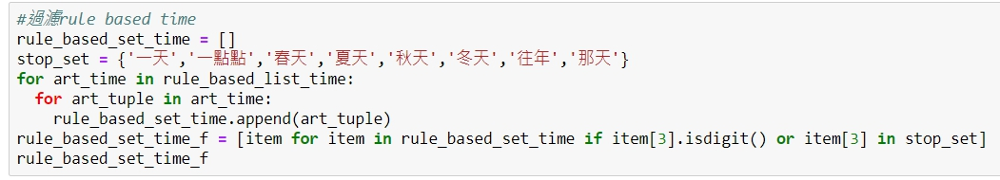 #過濾rule based time
rule_based_set_time = []
stop_set = {'一天','一點點','春天','夏天','秋天','冬天','往年','那天'}
for art_time in rule_based_list_time:
  for art_tuple in art_time:
    rule_based_set_time.append(art_tuple)
rule_based_set_time_f = [item for item in rule_based_set_time if item[3].isdigit() or item[3] in stop_set]
rule_based_set_time_f